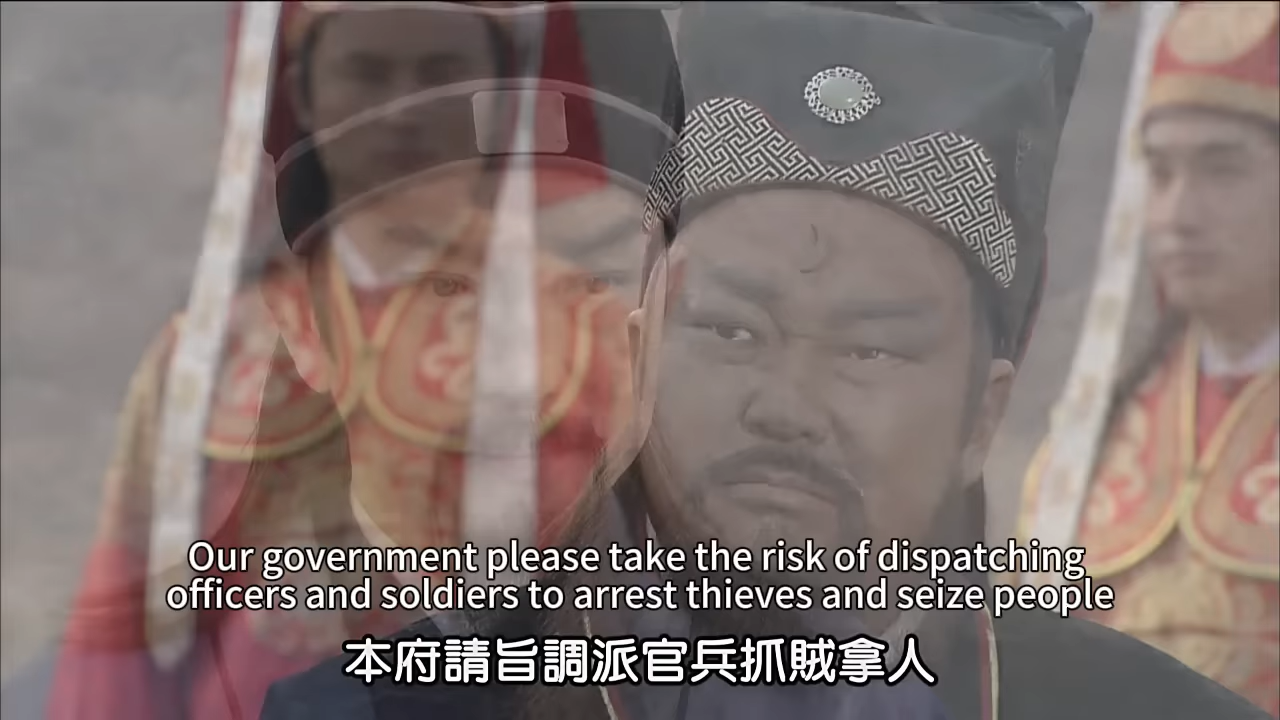 Our government please take the risk of dispatching
officers and soldiers to arrest thieves and seize people
本府請旨調派官兵抓賊拿人